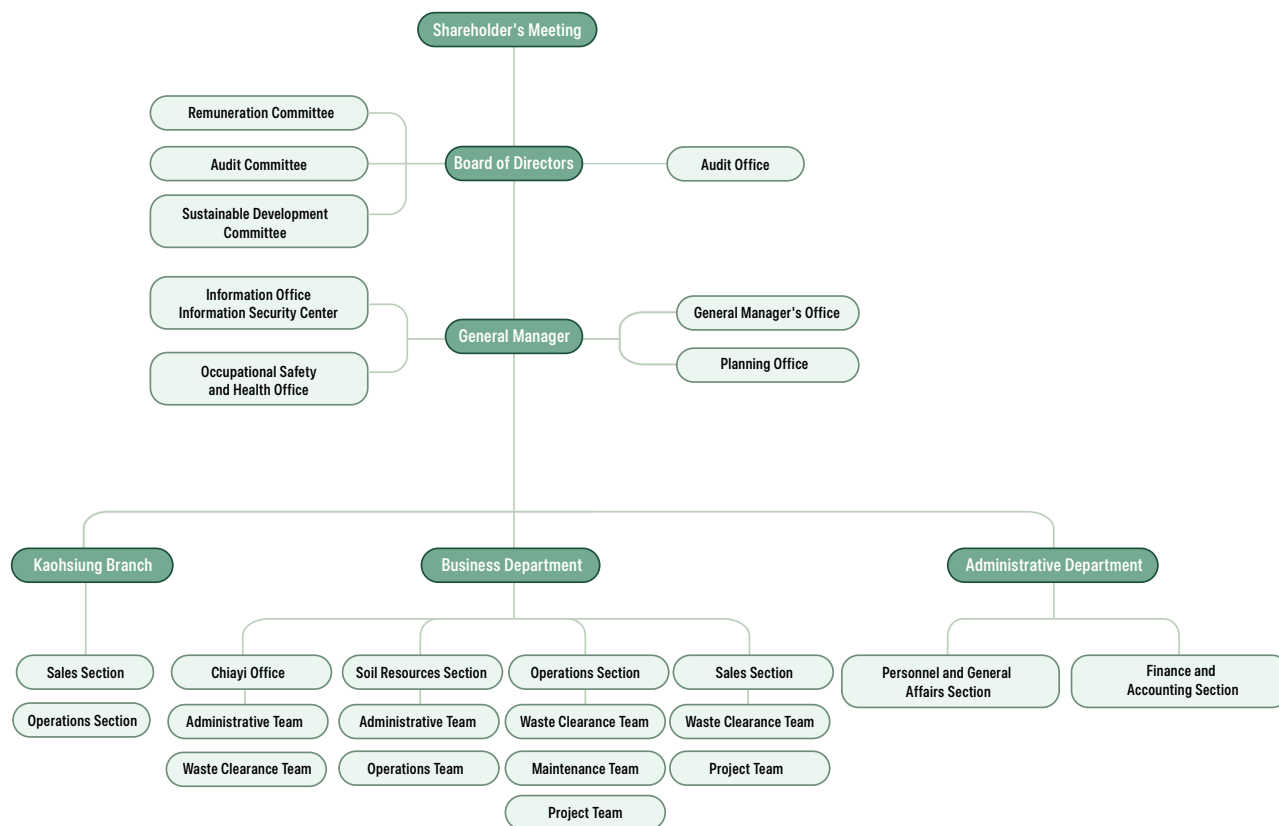 Shareholder's Meeting
Remuneration Committee
Audit Committee
Board of Directors
Audit Office
Sustainable Development
Committee
Information Office
Information Security Center
General Manager
General Manager's Office
Occupational Safety
and Health Office
Planning Office
Kaohsiung Branch
Business Department
Administrative Department
Sales Section
Operations Section
Chiayi Office
Administrative Team
Waste Clearance Team
Soil Resources Section
Administrative Team
Operations Team
Operations Section
Waste Clearance Team
Maintenance Team
Project Team
Sales Section
Waste Clearance Team
Project Team
Personnel and General
Affairs Section
Finance and
Accounting Section